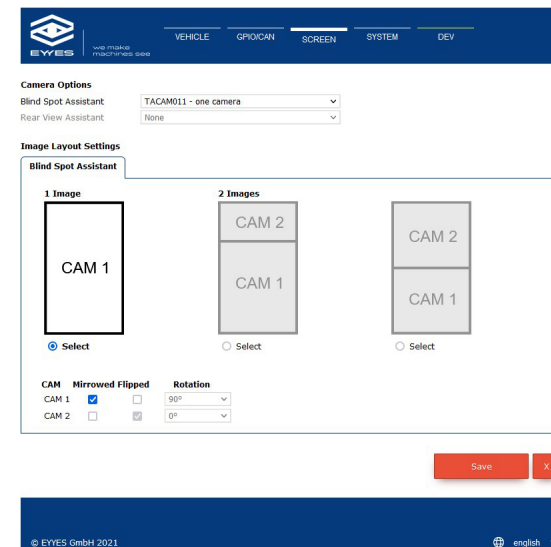 EYYES
we make
machines see
VEHICLE GPIO/CAN SCREEN SYSTEM DEV
Camera Options
Blind Spot Assistant TACAM011 - one camera
Rear View Assistant None
Image Layout Settings
Blind Spot Assistant
1 Image 2 Images
CAM 1
CAM 2
CAM 1
CAM 2
CAM 1
Select Select Select
CAM Mirrowed Flipped Rotation
CAM 1 90°
CAM 2 0°
Save X
© EYYES GmbH 2021 english